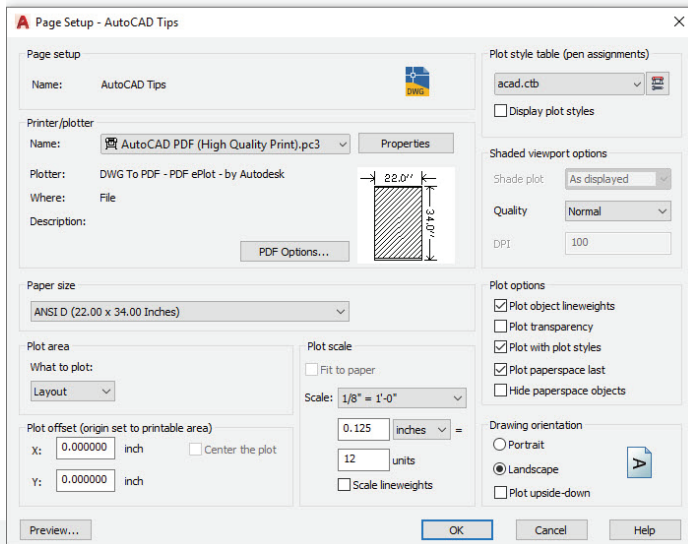 Page Setup - AutoCAD Tips
Page setup
Name: AutoCAD Tips
DWG
Printer/plotter
Name: AutoCAD PDF (High Quality Print).pc3 Properties
Plotter: DWG To PDF - PDF ePlot - by Autodesk
Where: File
Description:
PDF Options...
22.0''
34.0''
Paper size
ANSI D (22.00 x 34.00 Inches)
Plot area
What to plot:
Layout
Plot offset (origin set to printable area)
X: 0.000000 inch Center the plot
Y: 0.000000 inch
Plot scale
Fit to paper
Scale: 1/8" = 1'-0"
0.125 inches =
12 units
Scale lineweights
Plot style table (pen assignments)
acad.ctb
Display plot styles
Shaded viewport options
Shade plot As displayed
Quality Normal
DPI 100
Plot options
Plot object lineweights
Plot transparency
Plot with plot styles
Plot paperspace last
Hide paperspace objects
Drawing orientation
Portrait
Landscape
A
Plot upside-down
Preview... OK Cancel Help